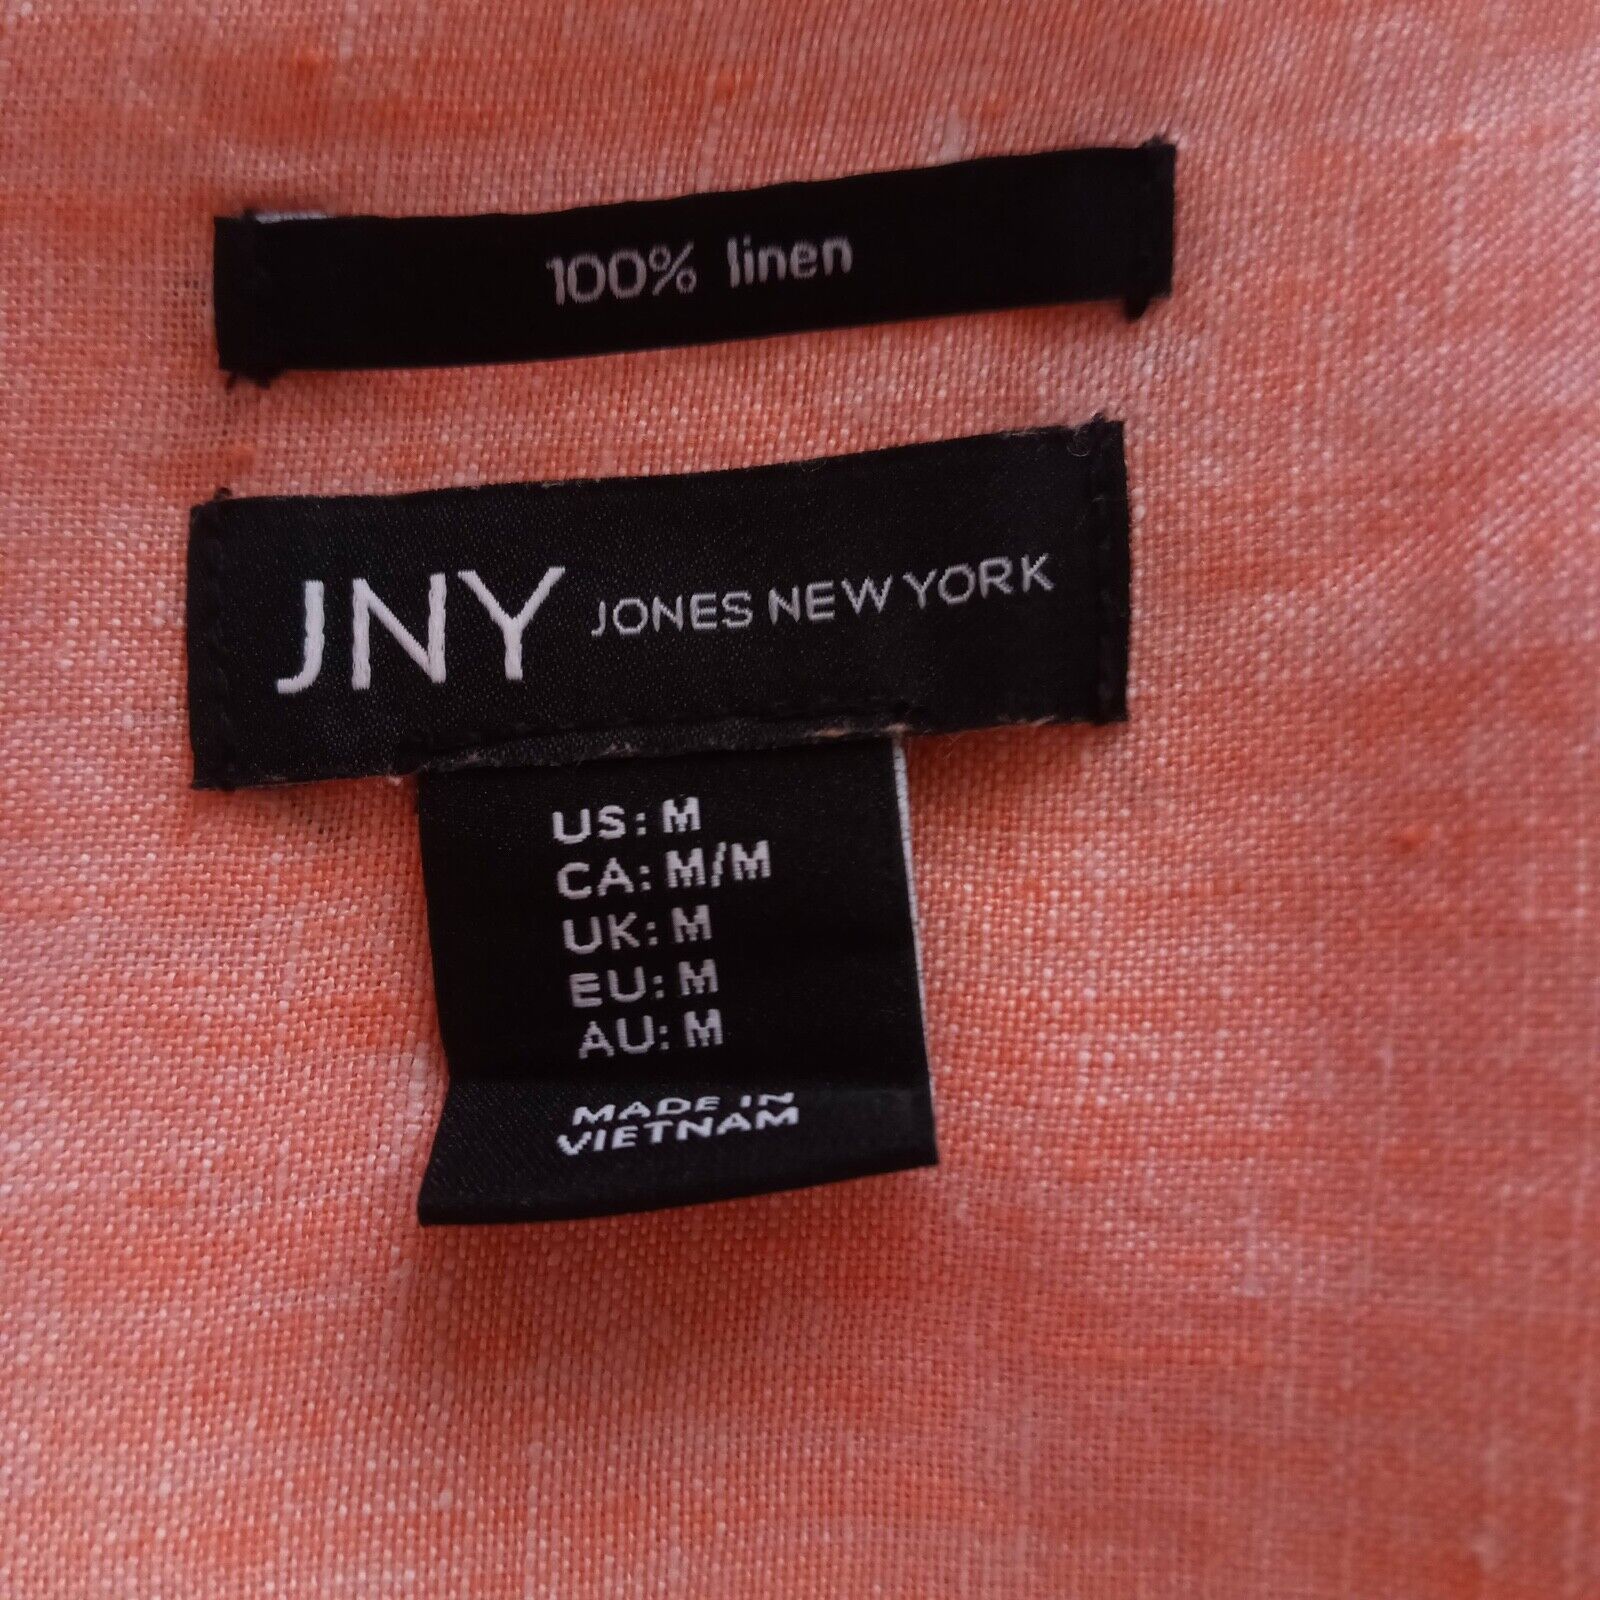 100% linen
JNY JONES NEW YORK
US: M
CA: M/M
UK: M
EU: M
AU: M
MADE IN
VIETNAM